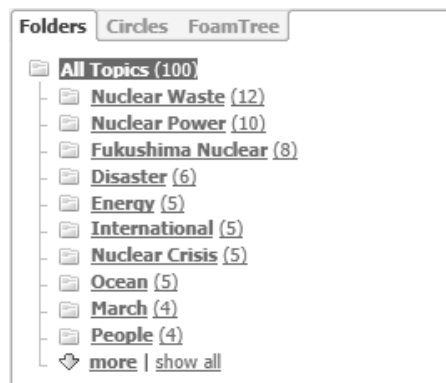 Folders Circles FoamTree
All Topics (100)
Nuclear Waste (12)
Nuclear Power (10)
Fukushima Nuclear (8)
Disaster (6)
Energy (5)
International (5)
Nuclear Crisis (5)
Ocean (5)
March (4)
People (4)
more | show all